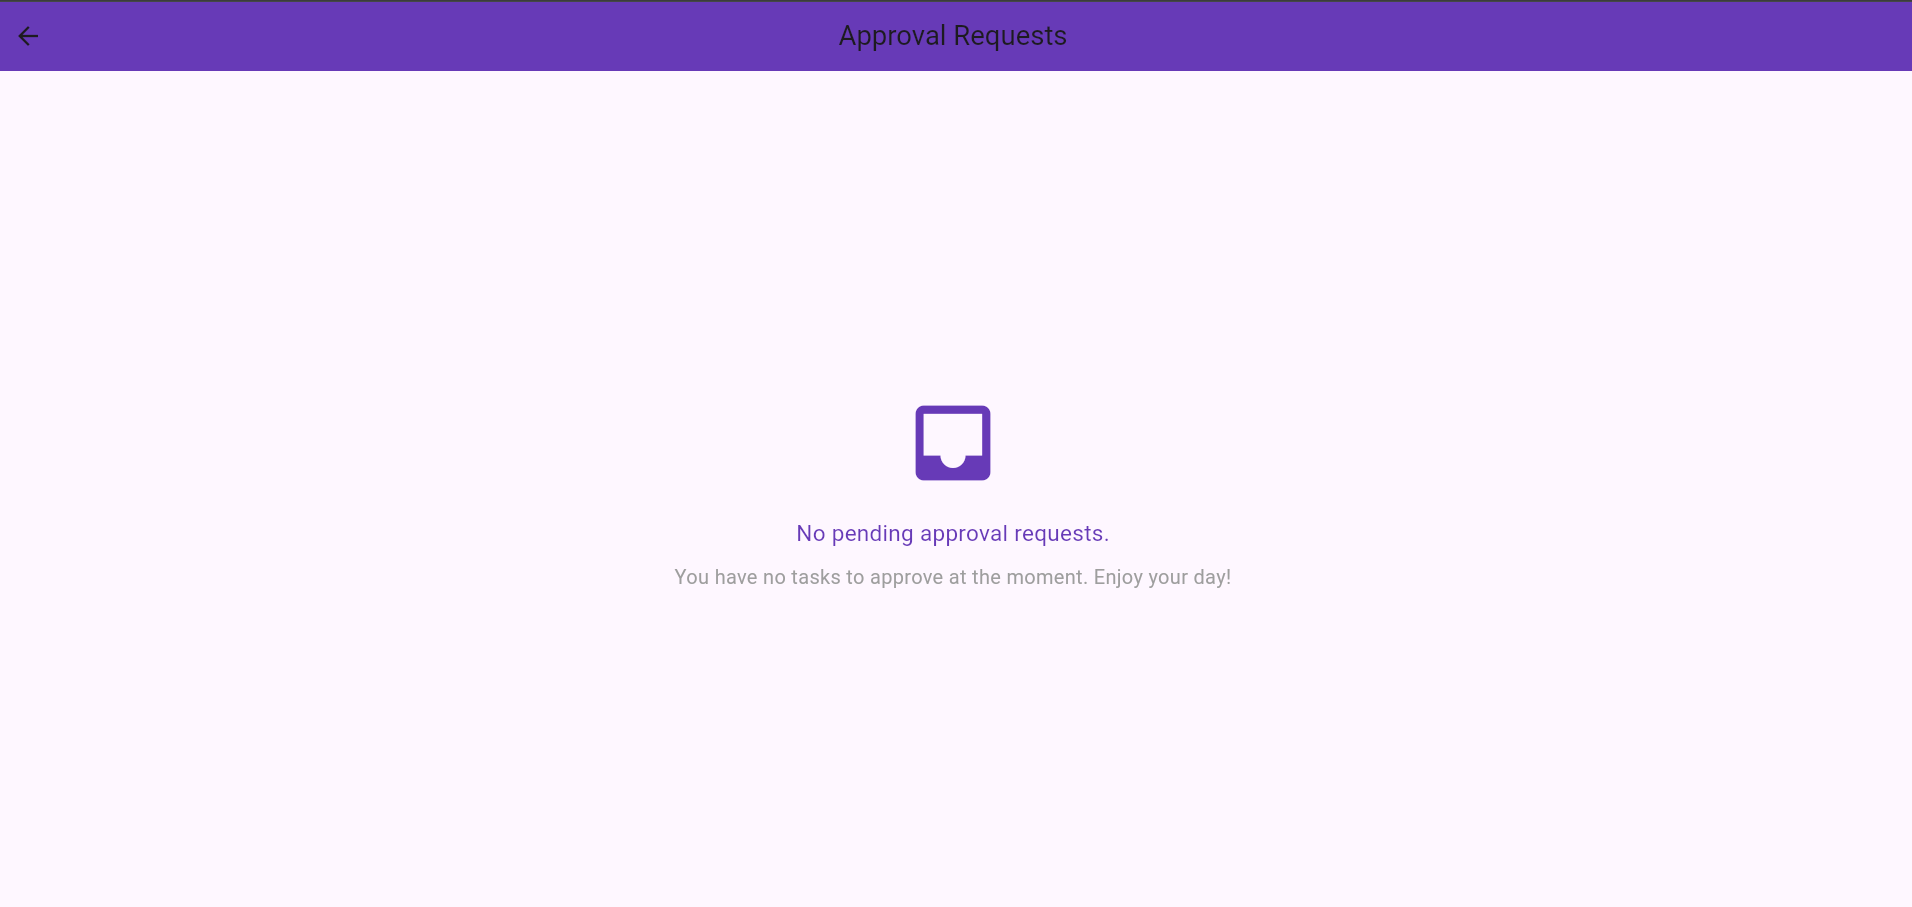 Approval Requests
No pending approval requests.
You have no tasks to approve at the moment. Enjoy your day!